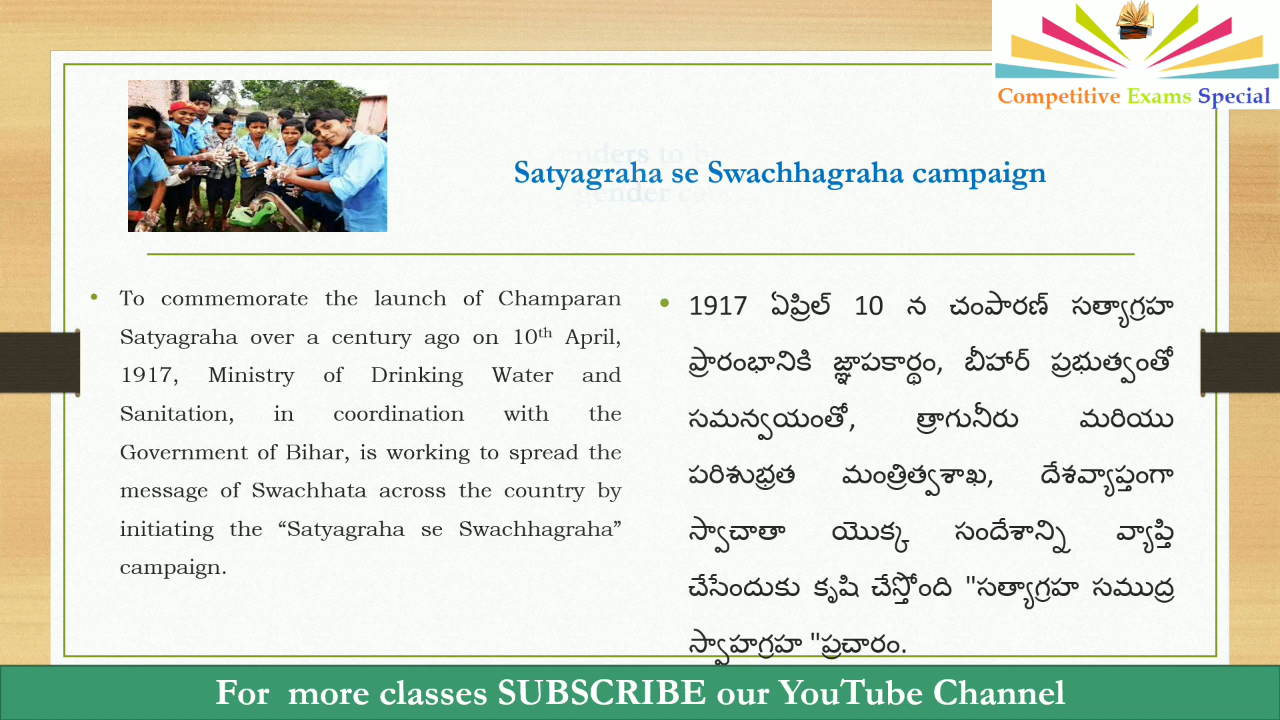 Competitive Exams Special
Satyagraha se Swachhagraha campaign
• To commemorate the launch of Champaran
Satyagraha over a century ago on 10th April,
1917, Ministry of Drinking Water and
Sanitation, in coordination with the
Government of Bihar, is working to spread the
message of Swachhata across the country by
initiating the “Satyagraha se Swachhagraha”
campaign.
• 1917 ఏప్రిల్ 10 న చంపారణ్ సత్యాగ్రహ
ప్రారంభానికి జ్ఞాపకార్థం, బీహార్ ప్రభుత్వంతో
సమన్వయంతో, త్రాగునీరు మరియు
పరిశుభ్రత మంత్రిత్వశాఖ, దేశవ్యాప్తంగా
స్వాచాతా యొక్క సందేశాన్ని వ్యాప్తి
చేసేందుకు కృషి చేస్తోంది "సత్యాగ్రహ సముద్ర
స్వాహగ్రహ "ప్రచారం.
For more classes SUBSCRIBE our YouTube Channel